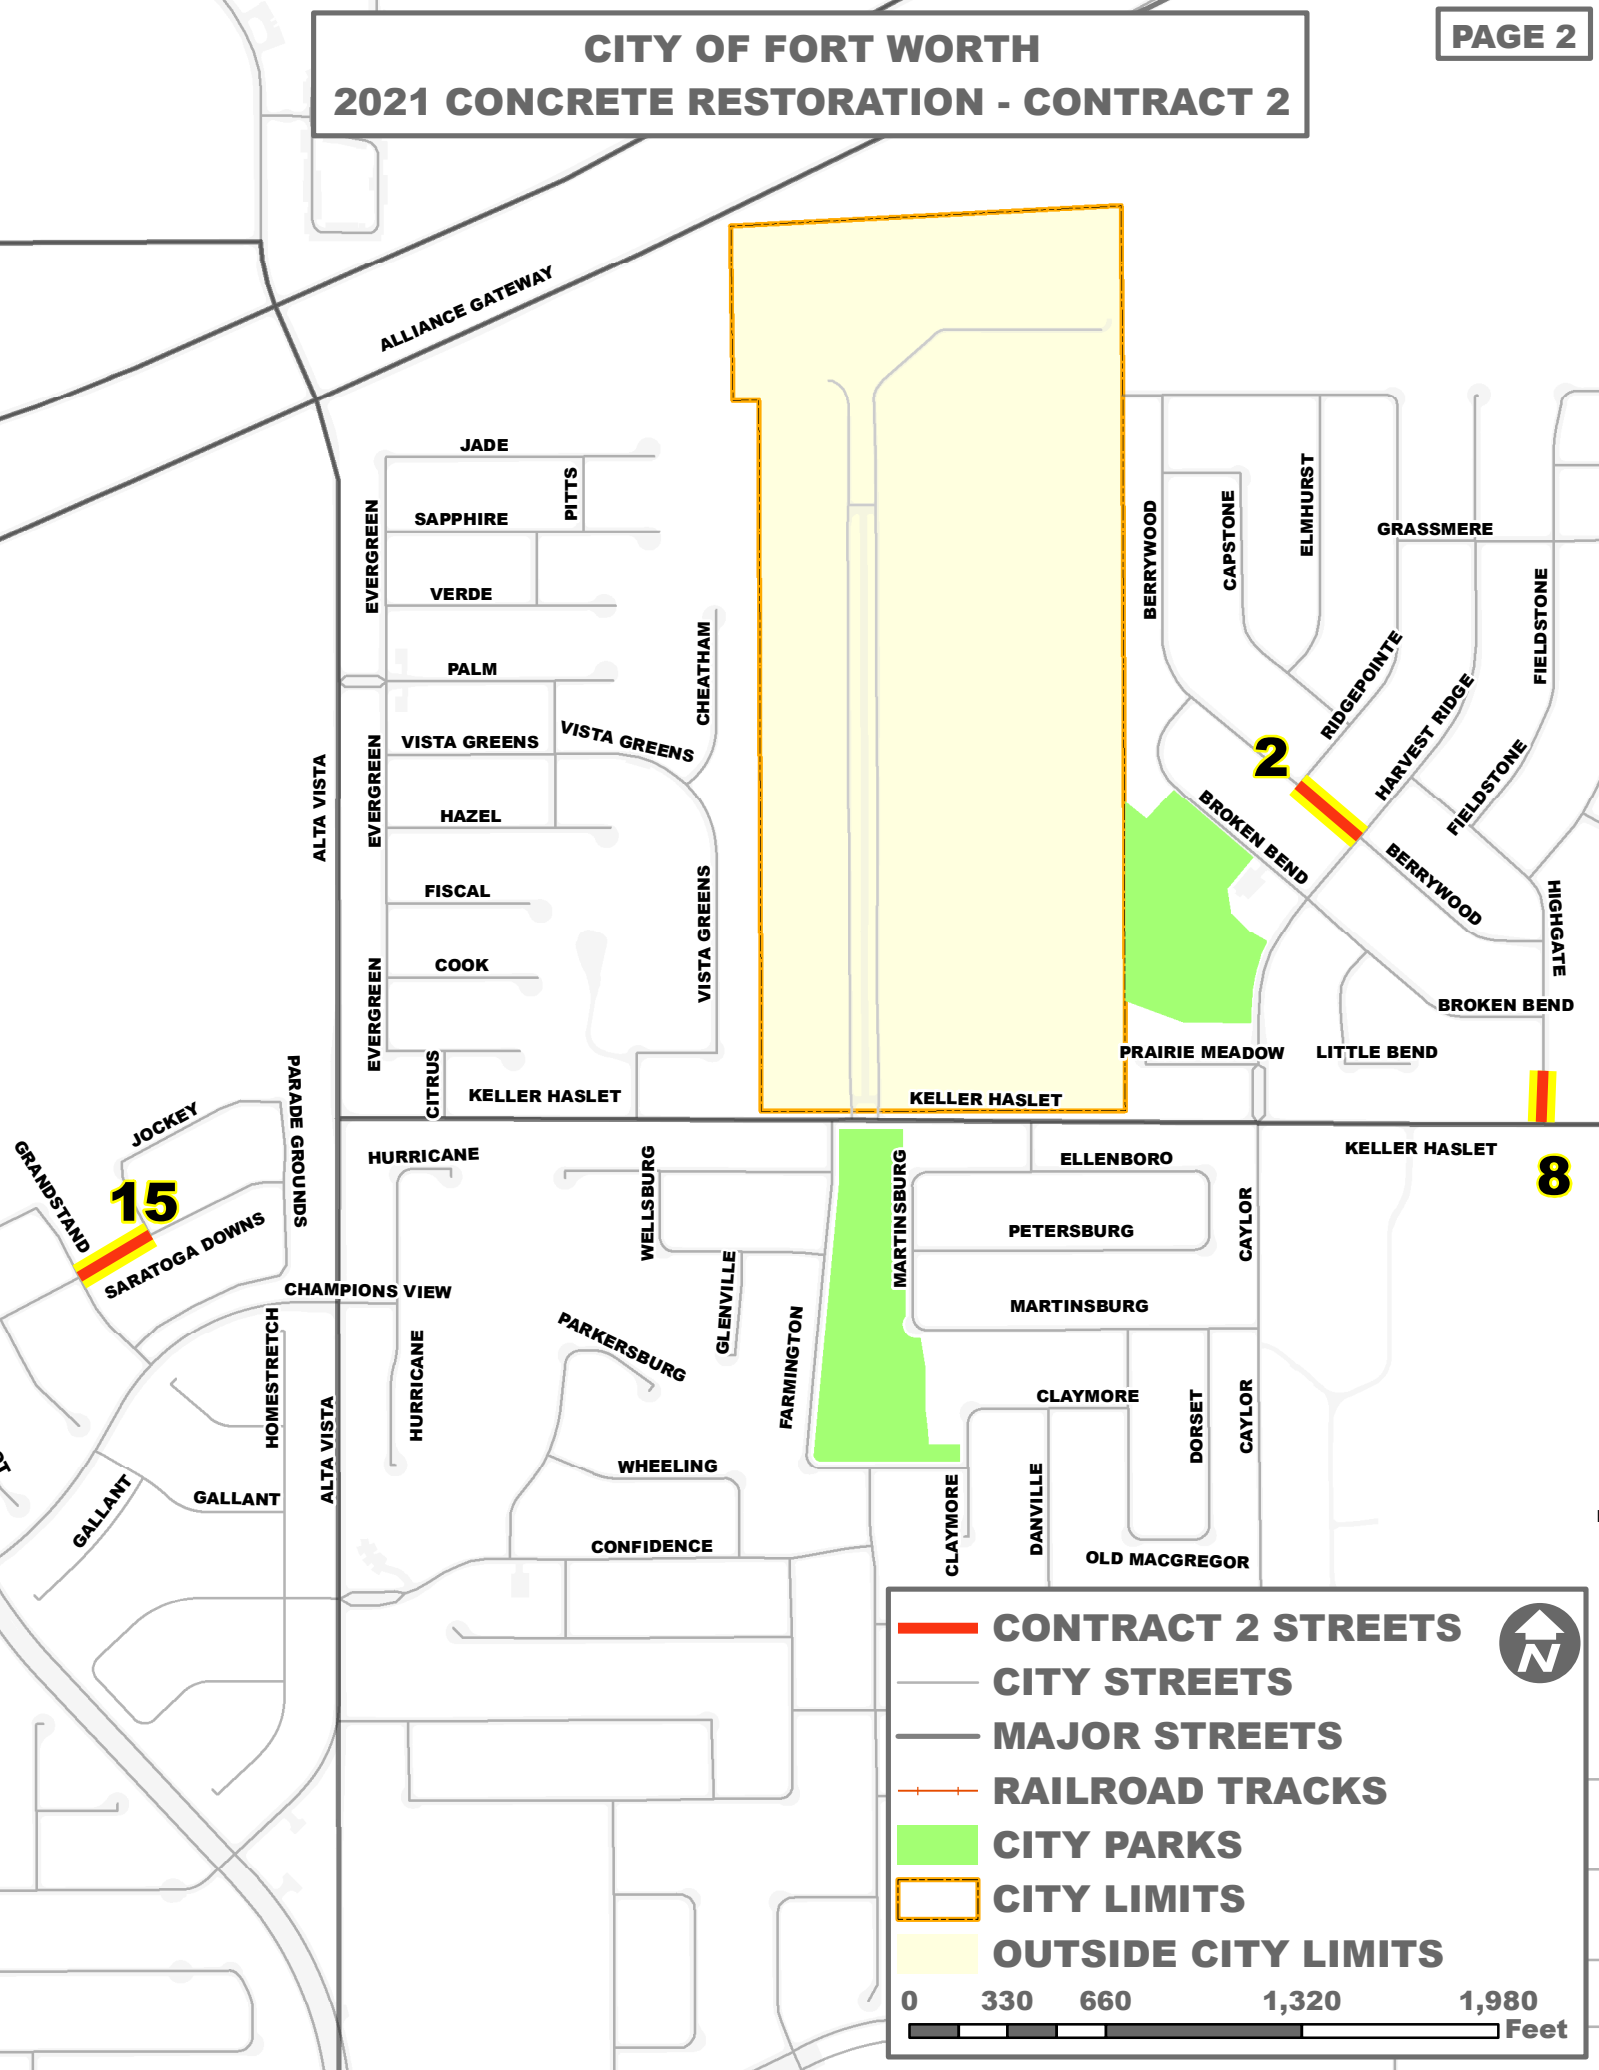 CITY OF FORT WORTH
2021 CONCRETE RESTORATION - CONTRACT 2
PAGE 2
ALLIANCE GATEWAY
JADE
PITTS
SAPPHIRE
EVERGREEN
VERDE
PALM
CHEATHAM
VISTA GREENS
VISTA GREENS
EVERGREEN
ALTA VISTA
HAZEL
FISCAL
VISTA GREENS
COOK
EVERGREEN
CITRUS
KELLER HASLET
KELLER HASLET
BERRYWOOD
CAPSTONE
ELMHURST
GRASSMERE
FIELDSTONE
RIDGEPOINTE
HARVEST RIDGE
2
FIELDSTONE
BROKEN BEND
BERRYWOOD
HIGHGATE
BROKEN BEND
PRAIRIE MEADOW
LITTLE BEND
KELLER HASLET
8
PARADE GROUNDS
JOCKEY
GRANDSTAND
15
SARATOGA DOWNS
CHAMPIONS VIEW
HURRICANE
WELLSBURG
MARTINSBURG
ELLENBORO
PETERSBURG
CAYLOR
MARTINSBURG
GLENVILLE
FARMINGTON
PARKERSBURG
HOMESTRETCH
HURRICANE
ALTA VISTA
CLAYMORE
DORSET
CAYLOR
WHEELING
GALLANT
GALLANT
CLAYMORE
DANVILLE
CONFIDENCE
OLD MACGREGOR
CONTRACT 2 STREETS
N
CITY STREETS
MAJOR STREETS
RAILROAD TRACKS
CITY PARKS
CITY LIMITS
OUTSIDE CITY LIMITS
0 330 660 1,320 1,980
Feet